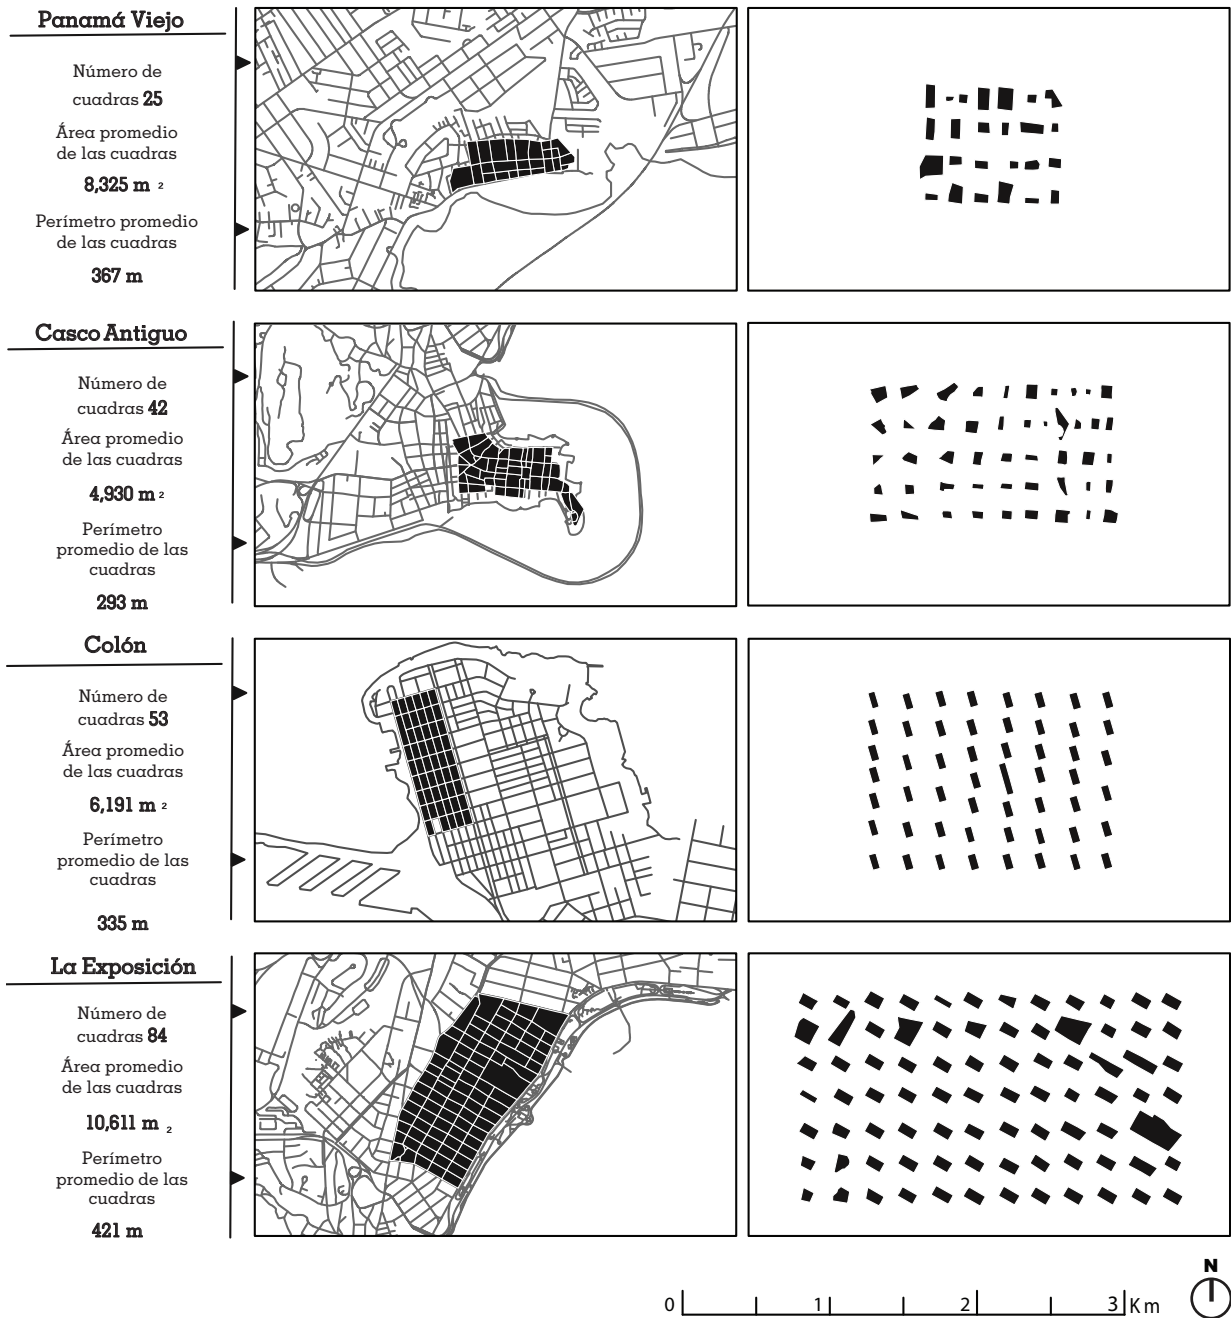 Panamá Viejo
Número de
cuadras 25
Área promedio
de las cuadras
8,325 m 2
Perímetro promedio
de las cuadras
367 m
Casco Antiguo
Número de
cuadras 42
Área promedio
de las cuadras
4,930 m 2
Perímetro
promedio de las
cuadras
293 m
Colón
Número de
cuadras 53
Área promedio
de las cuadras
6,191 m 2
Perímetro
promedio de las
cuadras
335 m
La Exposición
Número de
cuadras 84
Área promedio
de las cuadras
10,611 m 2
Perímetro
promedio de las
cuadras
421 m
N
0 1 2 3 Km